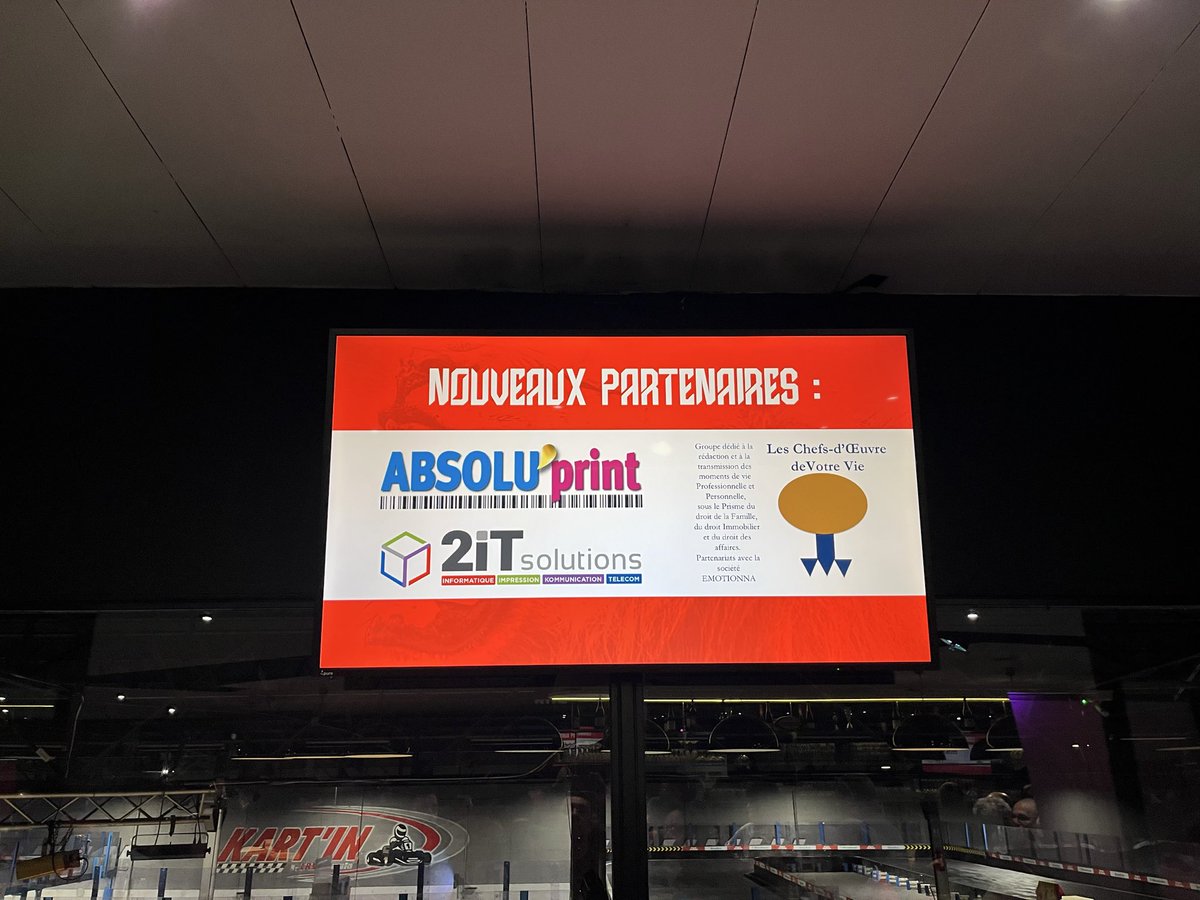 NOUVEAUX PARTENAIRES :
ABSOLU'print
2iT solutions
INFORMATIQUE IMPRESSION KOMMUNICATION TELECOM
Groupe dédié à la
rédaction et à la
transmission des
moments de vie
Professionnelle et
Personnelle,
sous le Prisme du
droit de la Famille,
du droit Immobilier
et du droit des
affaires.
Partenariats avec la
société
EMOTIONNA
Les Chefs-d'Œuvre
deVotre Vie
KART'IN